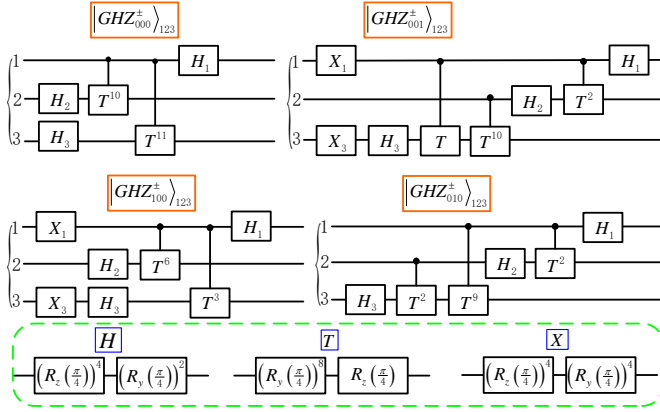 |GHZ^±_000⟩_123 |GHZ^±_001⟩_123
1 H_1 1 X_1 H_1
2 H_2 T^10 2 H_2 T^2
3 H_3 T^11 3 X_3 H_3 T T^10
|GHZ^±_100⟩_123 |GHZ^±_010⟩_123
1 X_1 H_1 1 H_1
2 H_2 T^6 2 H_2 T^2
3 X_3 H_3 T^3 3 H_3 T^2 T^9
H T X
(R_z(π/4))^4 (R_y(π/4))^2 (R_y(π/4))^8 R_z(π/4) (R_z(π/4))^4 (R_y(π/4))^4